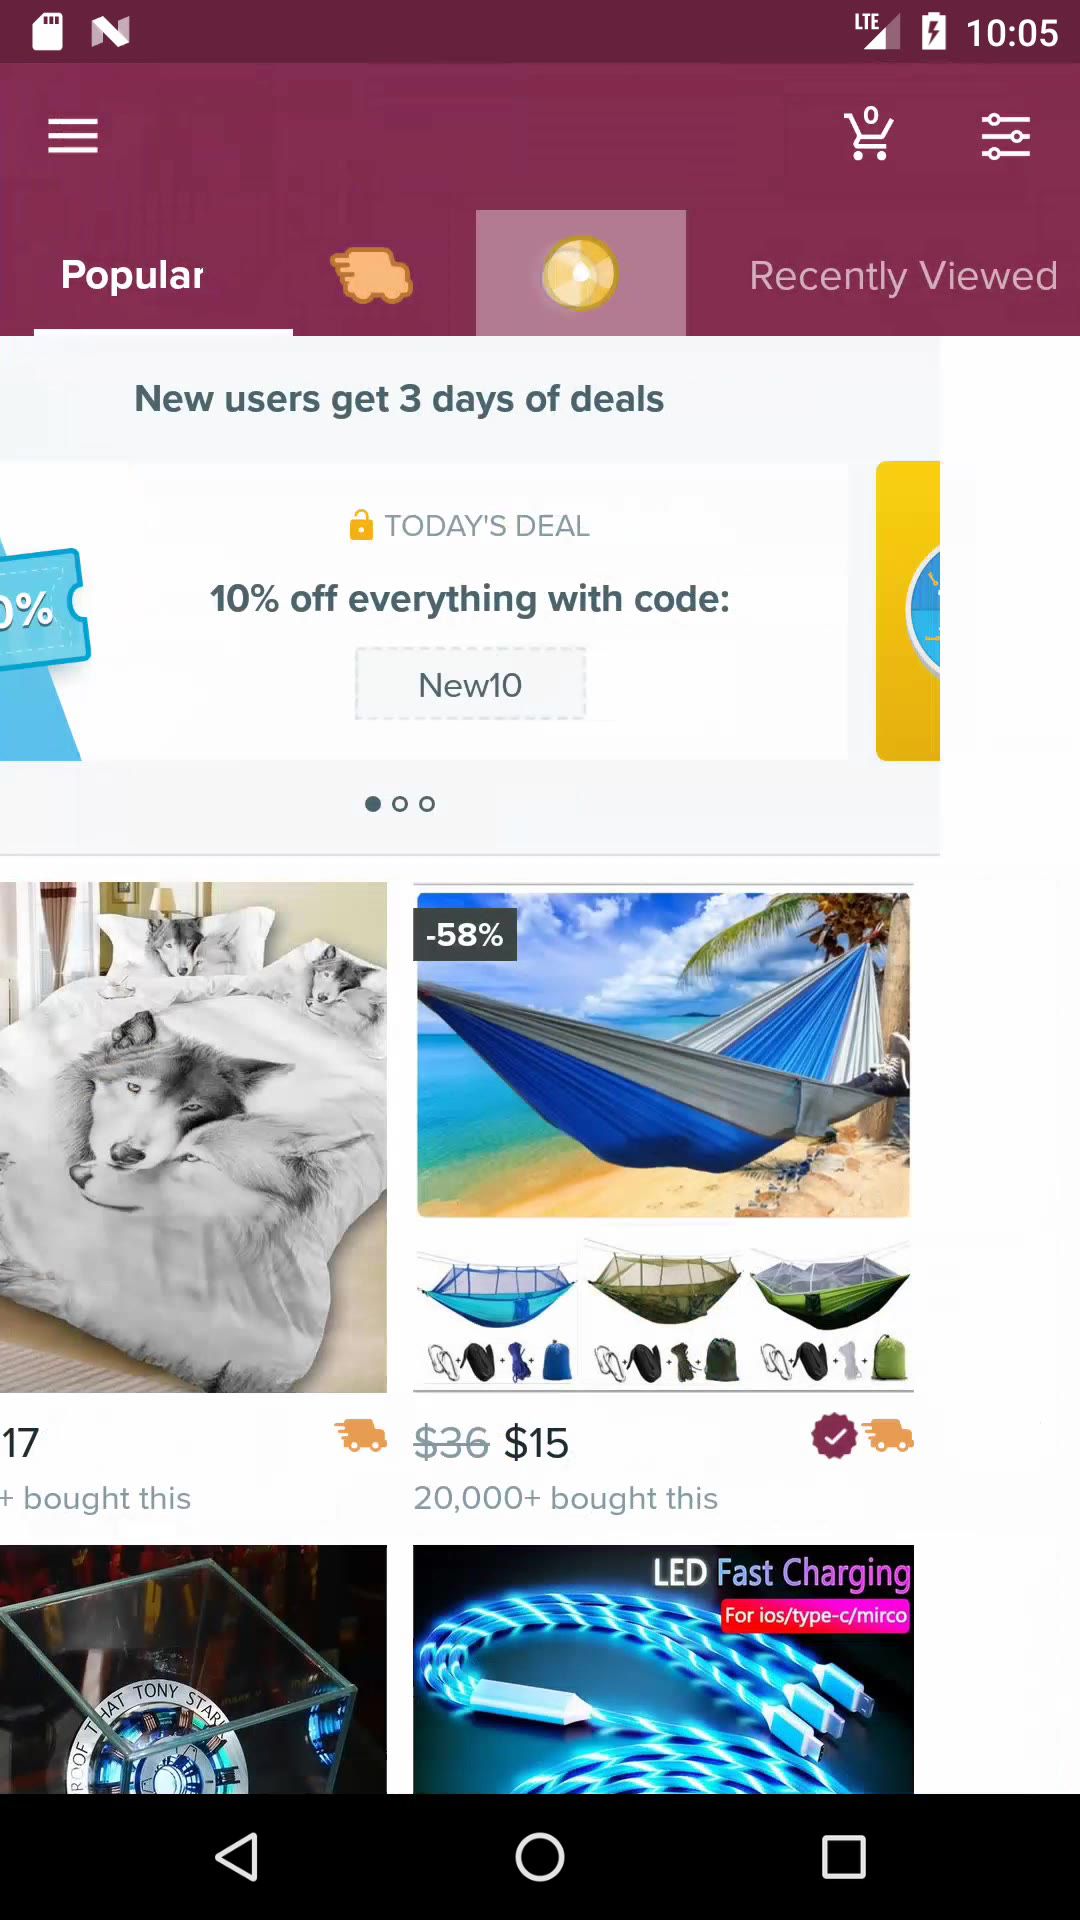 LTE 10:05
0
Popular
Recently Viewed
New users get 3 days of deals
0%
TODAY'S DEAL
10% off everything with code:
New10
-58%
17
$36 $15
+ bought this
20,000+ bought this
LED Fast Charging
For ios/type-c/mirco
OOF THAT TONY STAR